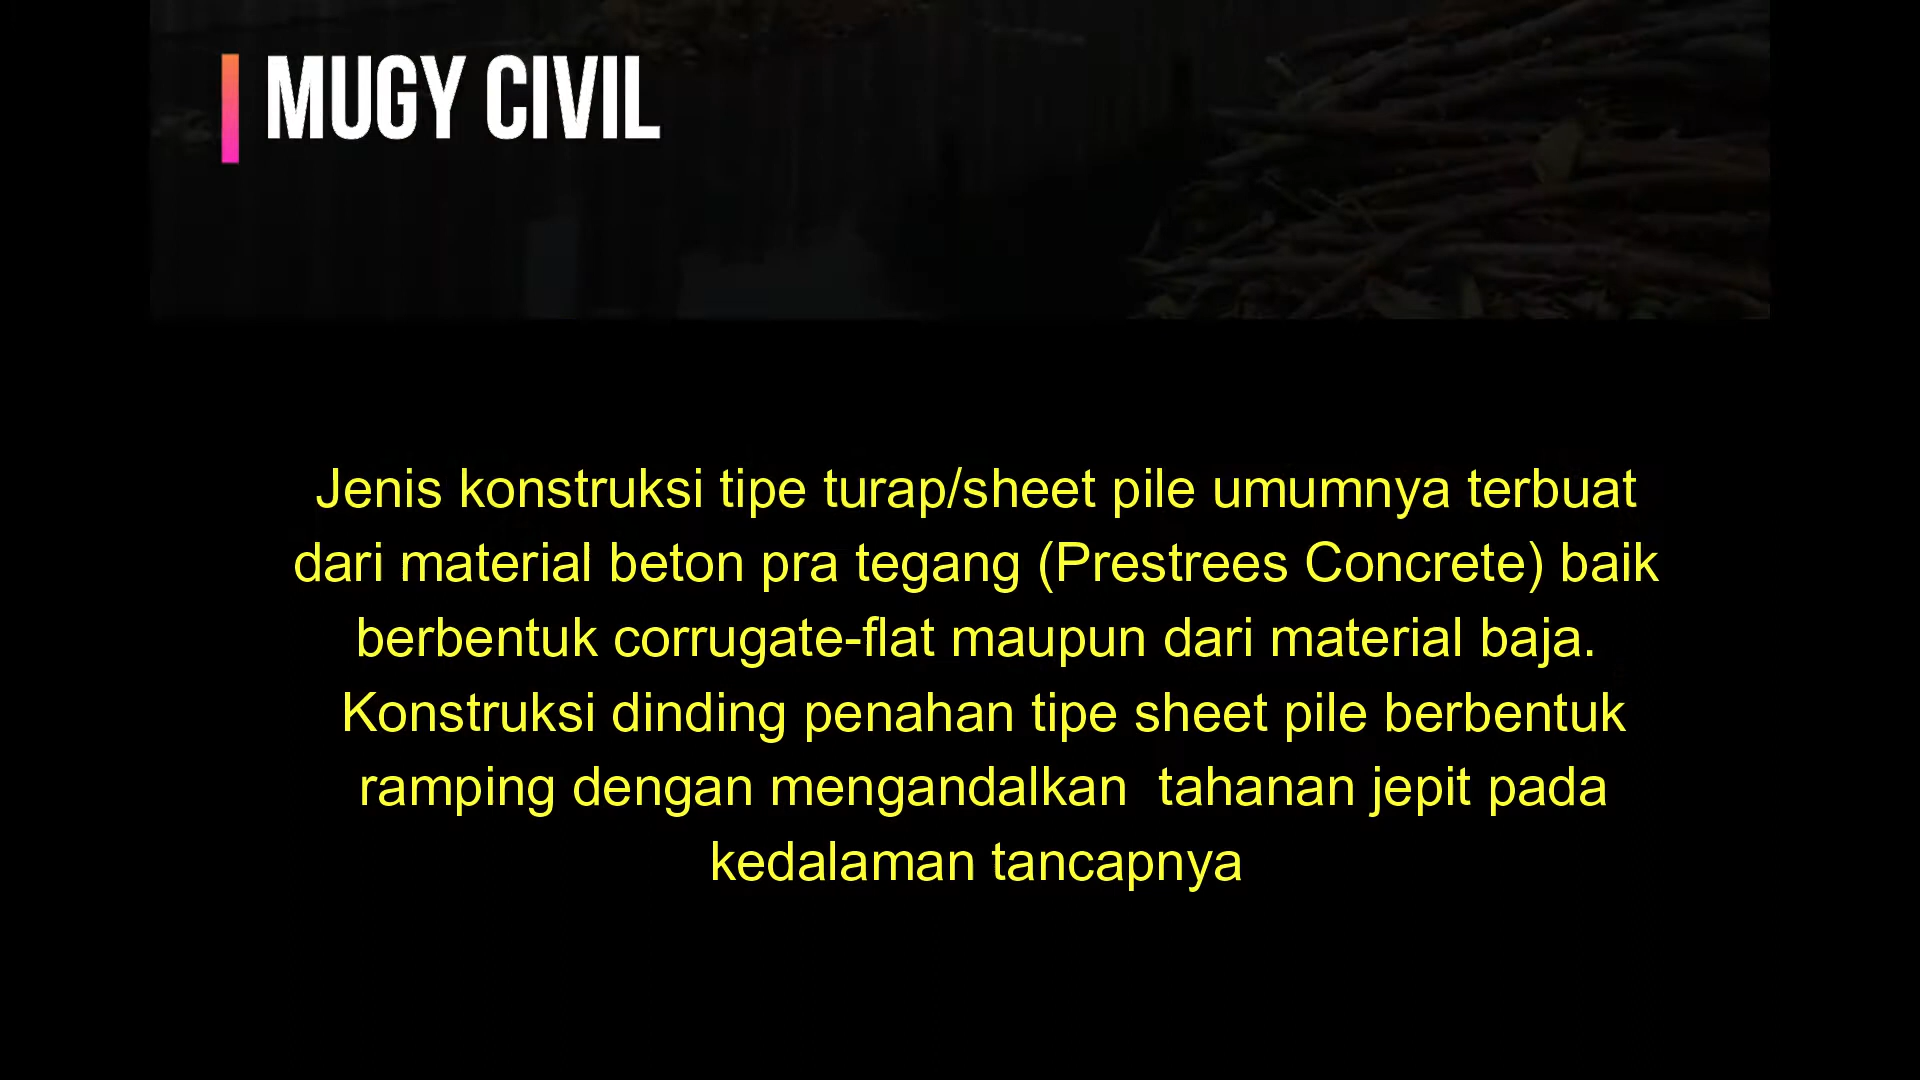 MUGY CIVIL
Jenis konstruksi tipe turap/sheet pile umumnya terbuat
dari material beton pra tegang (Prestrees Concrete) baik
berbentuk corrugate-flat maupun dari material baja.
Konstruksi dinding penahan tipe sheet pile berbentuk
ramping dengan mengandalkan  tahanan jepit pada
kedalaman tancapnya